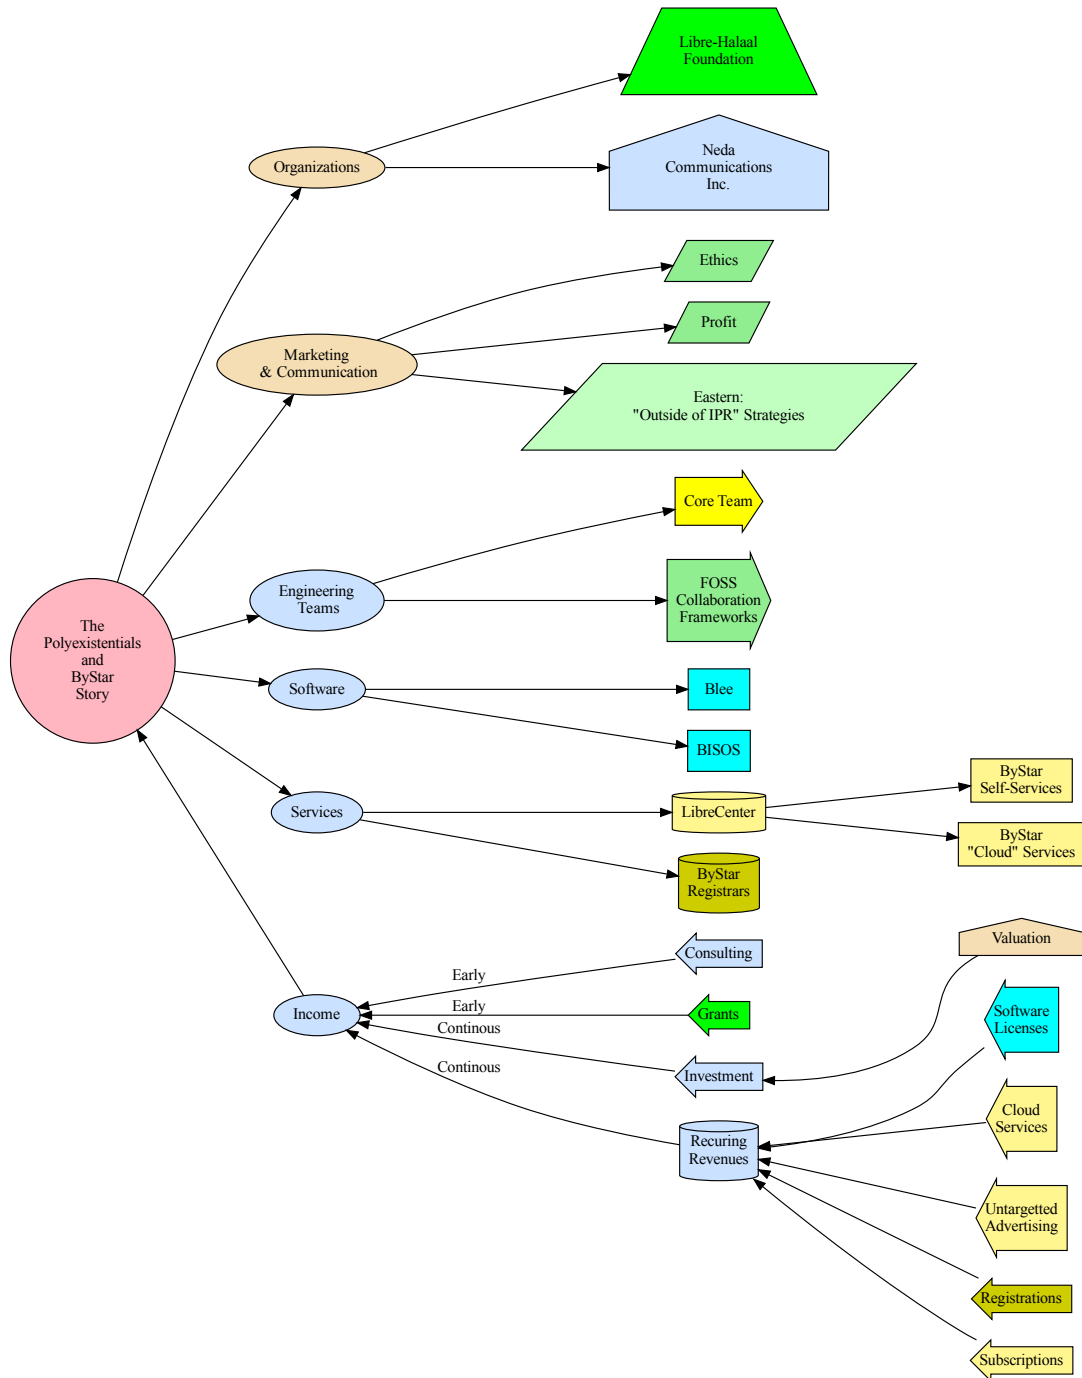 Libre-Halaal
Foundation
Organizations
Neda
Communications
Inc.
Ethics
Profit
Marketing
& Communication
Eastern:
"Outside of IPR" Strategies
Core Team
Engineering
Teams
FOSS
Collaboration
Frameworks
The
Polyexistentials
and
ByStar
Story
Software
Blee
BISOS
Services
LibreCenter
ByStar
Self-Services
ByStar
"Cloud" Services
ByStar
Registrars
Consulting
Early
Income
Early
Grants
Continous
Investment
Valuation
Continous
Recuring
Revenues
Software
Licenses
Cloud
Services
Untargetted
Advertising
Registrations
Subscriptions